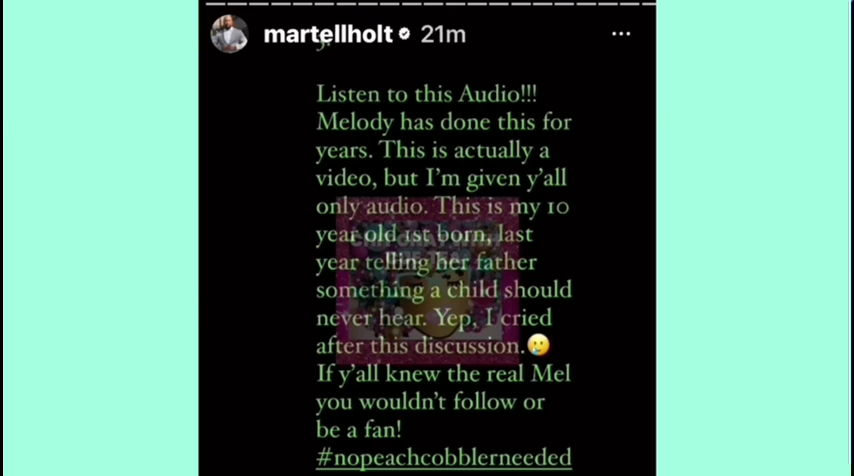 martellholt 21m
Listen to this Audio!!!
Melody has done this for
years. This is actually a
video, but I'm given y'all
only audio. This is my 10
year old 1st born, last
year telling her father
something a child should
never hear. Yep, I cried
after this discussion.🥲
If y'all knew the real Mel
you wouldn't follow or
be a fan!
#nopeachcobblerneeded